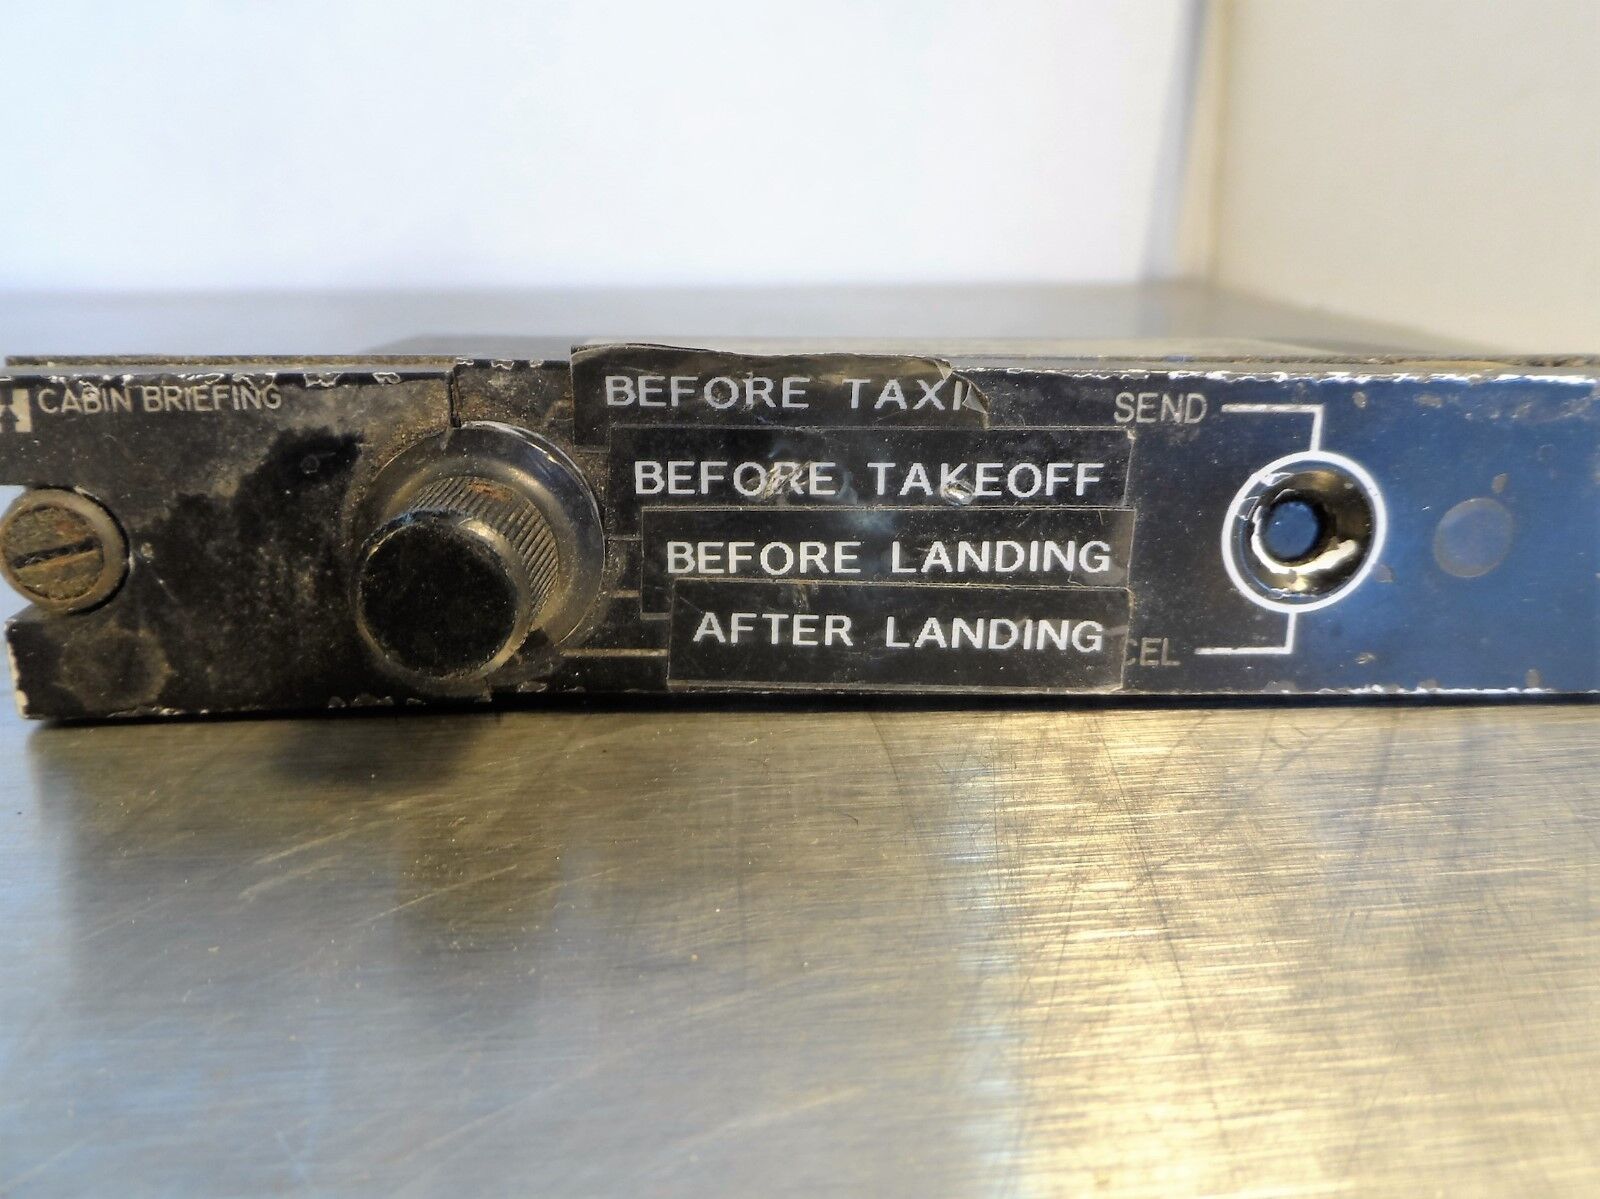 CABIN BRIEFING
BEFORE TAXI
BEFORE TAKEOFF
BEFORE LANDING
AFTER LANDING
SEND
CEL